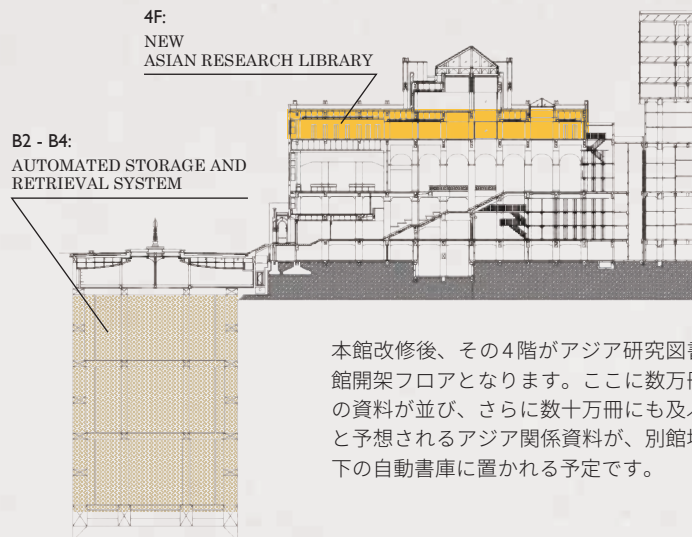 4F:
NEW
ASIAN RESEARCH LIBRARY
B2 - B4:
AUTOMATED STORAGE AND
RETRIEVAL SYSTEM
本館改修後、その4階がアジア研究図書
館開架フロアとなります。ここに数万冊
の資料が並び、さらに数十万冊にも及ぶ
と予想されるアジア関係資料が、別館地
下の自動書庫に置かれる予定です。